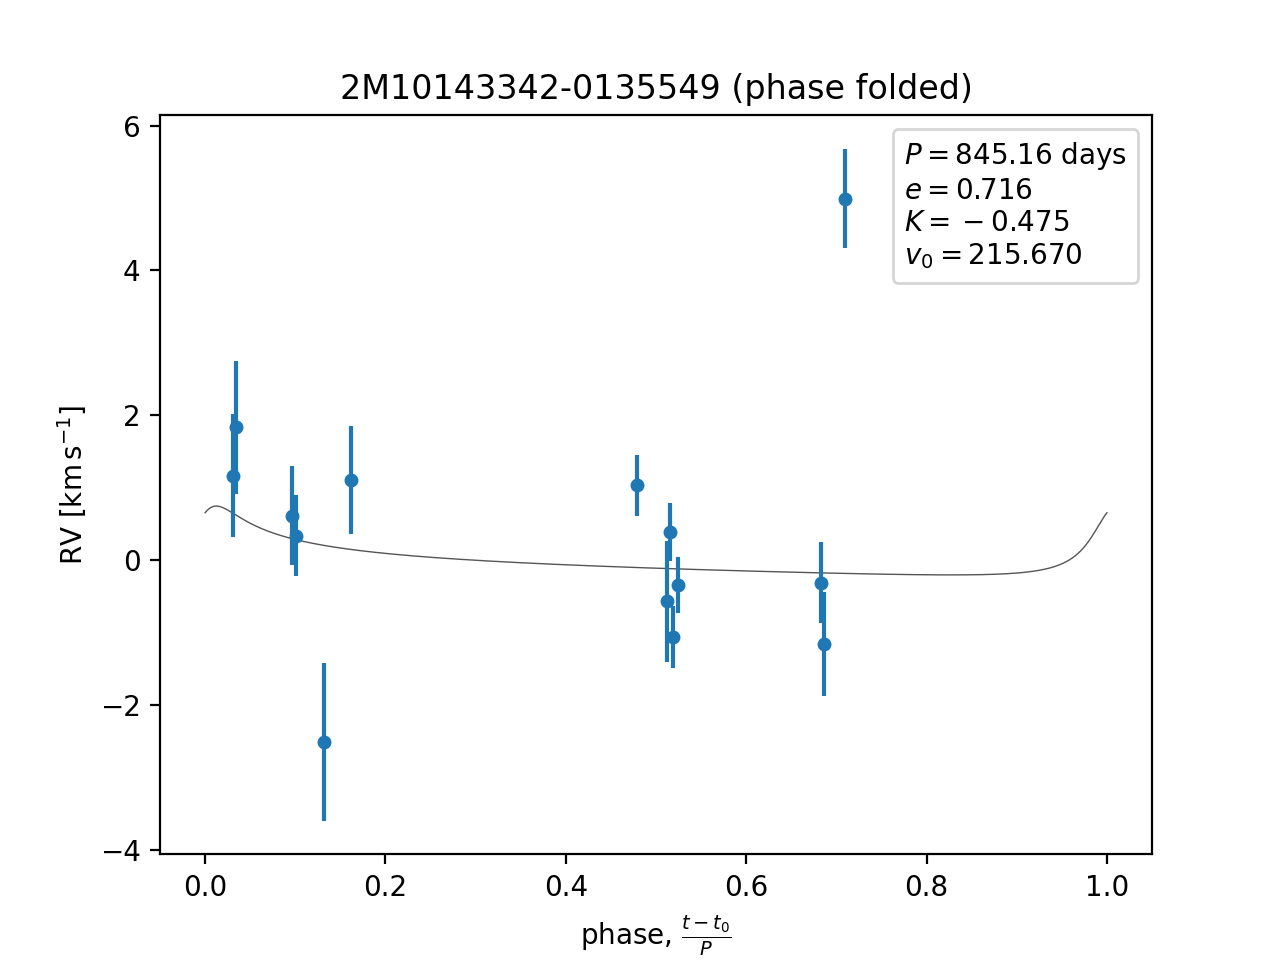 2M10143342-0135549 (phase folded)
P = 845.16 days
e = 0.716
K = −0.475
v₀ = 215.670
RV [km s⁻¹]
6
4
2
0
−2
−4
0.0 0.2 0.4 0.6 0.8 1.0
phase, (t − t₀)/P